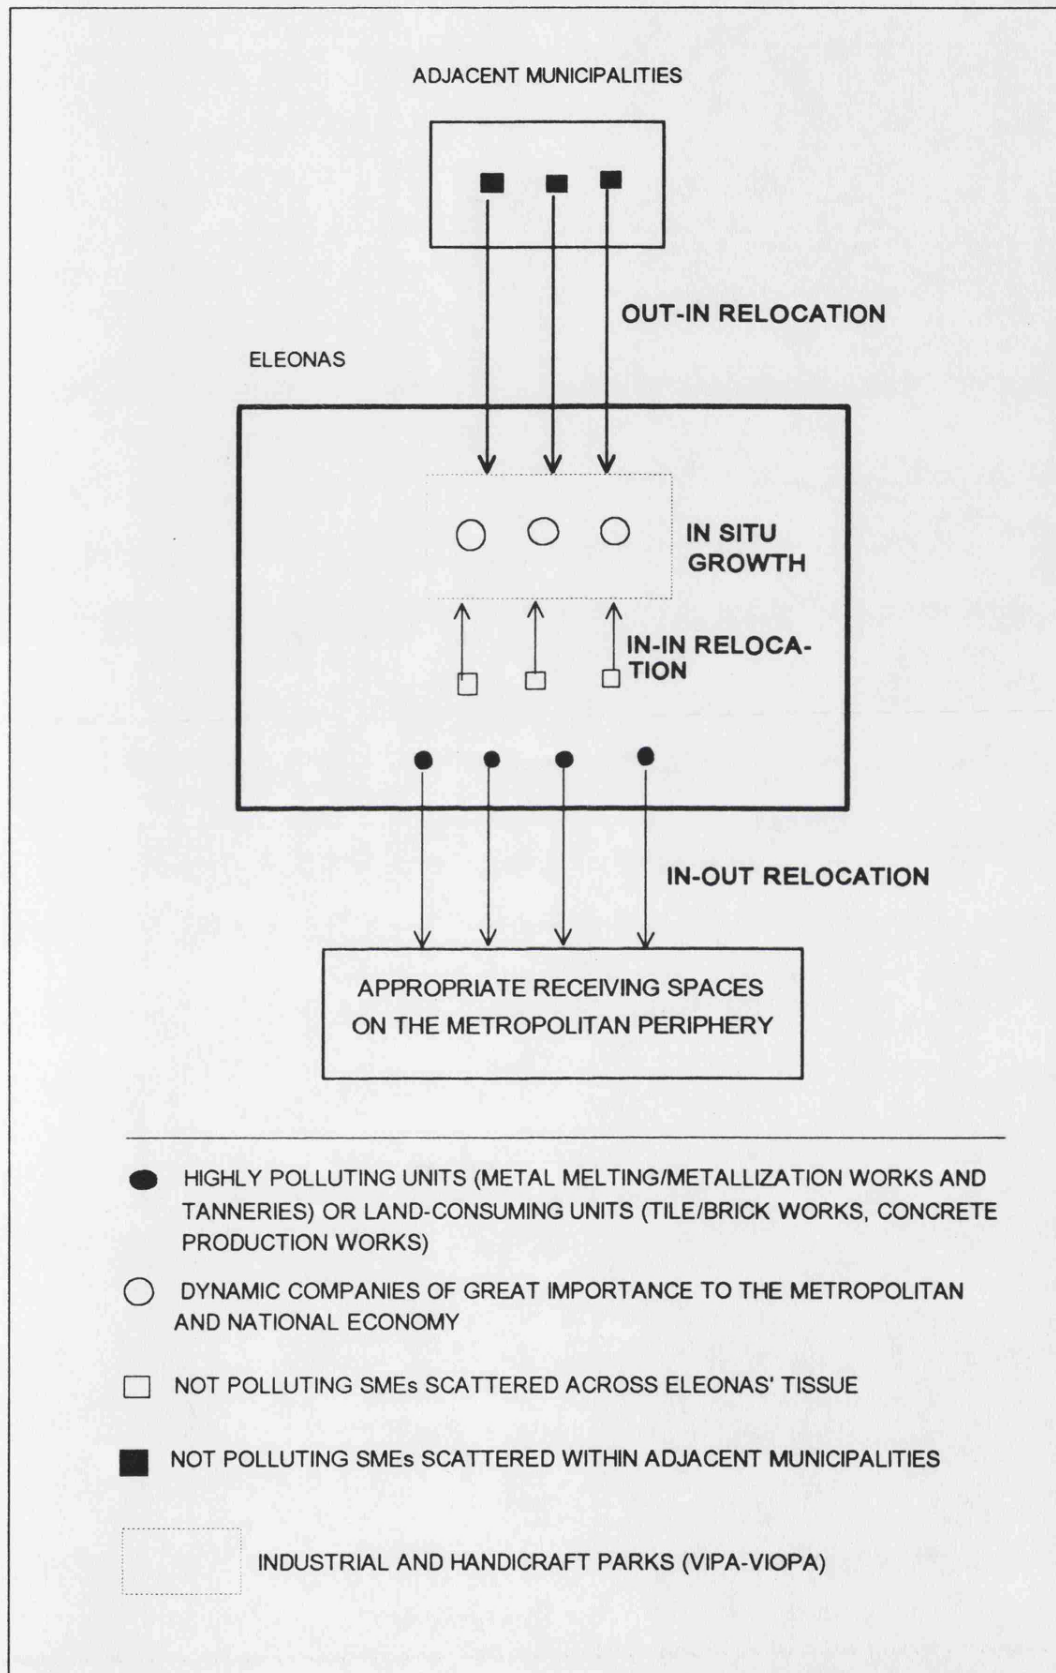 ADJACENT MUNICIPALITIES
OUT-IN RELOCATION
ELEONAS
IN SITU
GROWTH
IN-IN RELOCA-
TION
IN-OUT RELOCATION
APPROPRIATE RECEIVING SPACES
ON THE METROPOLITAN PERIPHERY
HIGHLY POLLUTING UNITS (METAL MELTING/METALLIZATION WORKS AND
TANNERIES) OR LAND-CONSUMING UNITS (TILE/BRICK WORKS, CONCRETE
PRODUCTION WORKS)
DYNAMIC COMPANIES OF GREAT IMPORTANCE TO THE METROPOLITAN
AND NATIONAL ECONOMY
NOT POLLUTING SMEs SCATTERED ACROSS ELEONAS' TISSUE
NOT POLLUTING SMEs SCATTERED WITHIN ADJACENT MUNICIPALITIES
INDUSTRIAL AND HANDICRAFT PARKS (VIPA-VIOPA)